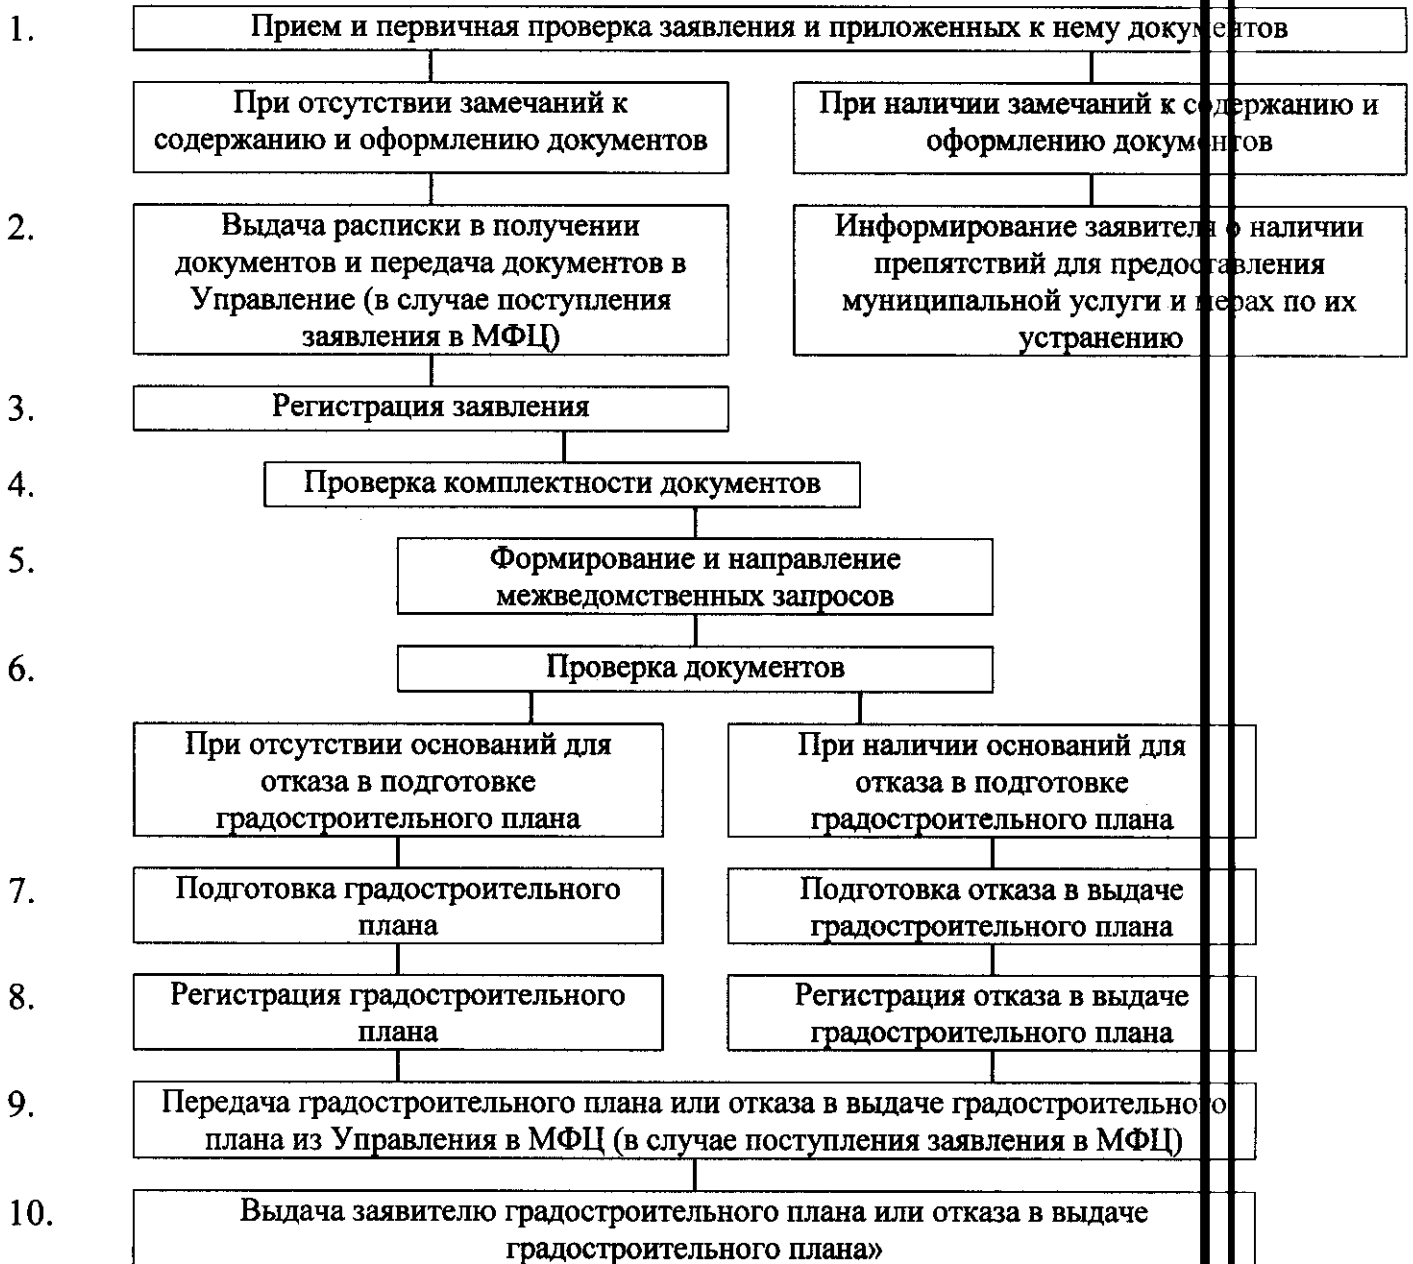 1. Прием и первичная проверка заявления и приложенных к нему документов
При отсутствии замечаний к
содержанию и оформлению документов
При наличии замечаний к содержанию и
оформлению документов
2. Выдача расписки в получении
документов и передача документов в
Управление (в случае поступления
заявления в МФЦ)
Информирование заявителя о наличии
препятствий для предоставления
муниципальной услуги и мерах по их
устранению
3. Регистрация заявления
4. Проверка комплектности документов
5. Формирование и направление
межведомственных запросов
6. Проверка документов
При отсутствии оснований для
отказа в подготовке
градостроительного плана
При наличии оснований для
отказа в подготовке
градостроительного плана
7. Подготовка градостроительного
плана
Подготовка отказа в выдаче
градостроительного плана
8. Регистрация градостроительного
плана
Регистрация отказа в выдаче
градостроительного плана
9. Передача градостроительного плана или отказа в выдаче градостроительного
плана из Управления в МФЦ (в случае поступления заявления в МФЦ)
10. Выдача заявителю градостроительного плана или отказа в выдаче
градостроительного плана»